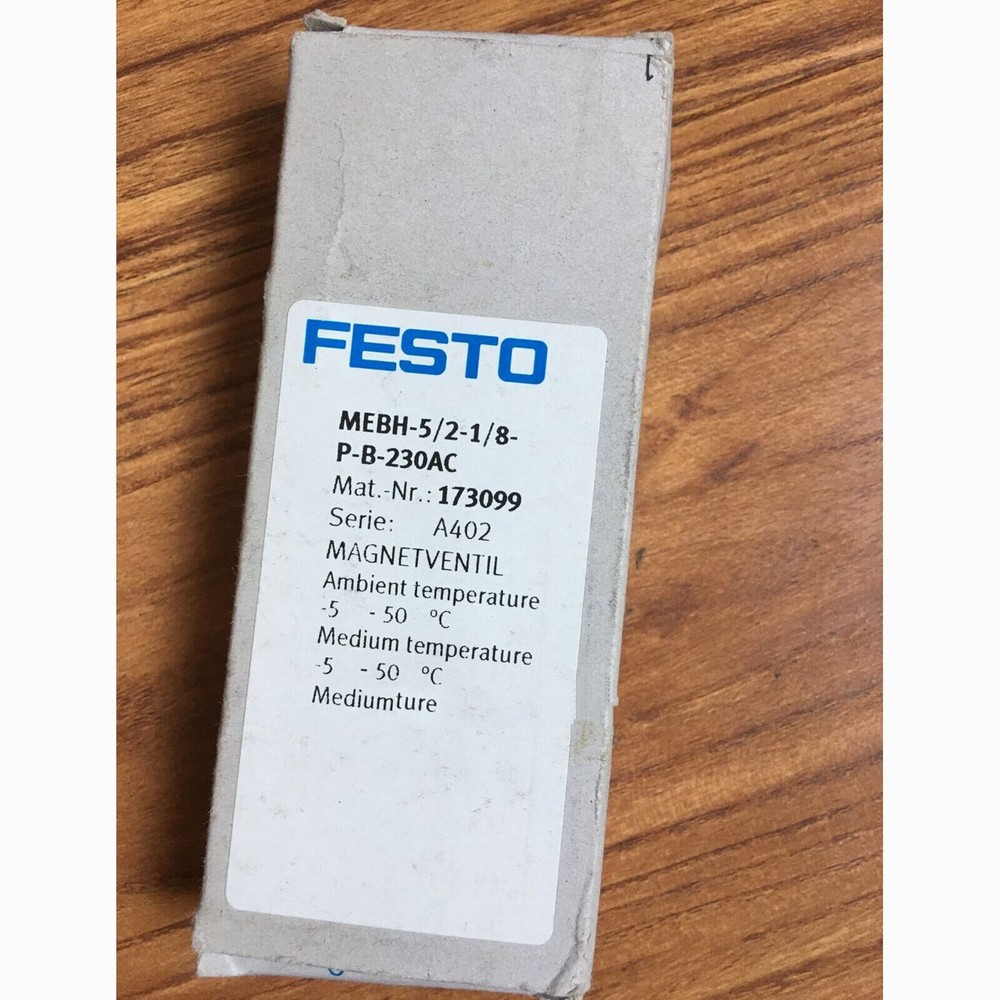 FESTO
MEBH-5/2-1/8-
P-B-230AC
Mat.-Nr.: 173099
Serie: A402
MAGNETVENTIL
Ambient temperature
-5 - 50 °C
Medium temperature
-5 - 50 °C
Mediumture